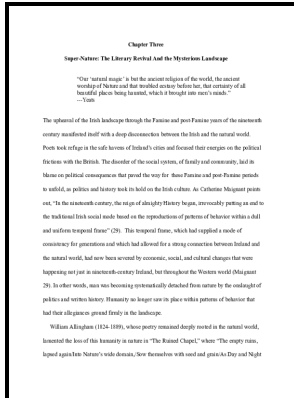 Chapter Three
Super-Nature: The Literary Revival And the Mysterious Landscape
"Our 'natural magic' is but the ancient religion of the world, the ancient
worship of Nature and that troubled ecstasy before her, that certainty of all
beautiful places being haunted, which it brought into men's minds."
—Yeats
The upheaval of the Irish landscape through the Famine and post-Famine years of the nineteenth
century manifested itself with a deep disconnection between the Irish and the natural world.
Poets took refuge in the safe havens of Ireland's cities and focused their energies on the political
frictions with the British. The disorder of the social system, of family and community, laid its
blame on political consequences that paved the way for these Famine and post-Famine periods
to unfold, as politics and history took its hold on the Irish culture. As Catherine Maignant points
out, "In the nineteenth century, the reign of almighty History began, irrevocably putting an end to
the traditional Irish social mode based on the reproductions of patterns of behavior within a dull
and uniform temporal frame" (29). This temporal frame, which had supplied a mode of
consistency for generations and which had allowed for a strong connection between Ireland and
the natural world, had now been severed by economic, social, and cultural changes that were
happening not just in nineteenth-century Ireland, but throughout the Western world (Maignant
29). In other words, man was becoming systematically detached from nature by the onslaught of
politics and written history. Humanity no longer saw its place within patterns of behavior that
had their allegiances ground firmly in the landscape.
William Allingham (1824-1889), whose poetry remained deeply rooted in the natural world,
lamented the loss of this humanity in nature in "The Ruined Chapel," where "The empty ruins,
lapsed again/Into Nature's wide domain,/Sow themselves with seed and grain/As Day and Night